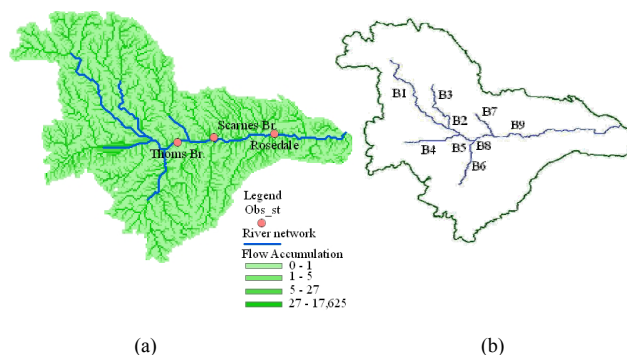 Scarnes Br.
Rosedale
Thoms Br.
Legend
Obs_st
River network
Flow Accumulation
0 - 1
1 - 5
5 - 27
27 - 17,625
(a)
B1
B3
B2
B7
B9
B4
B5
B8
B6
(b)